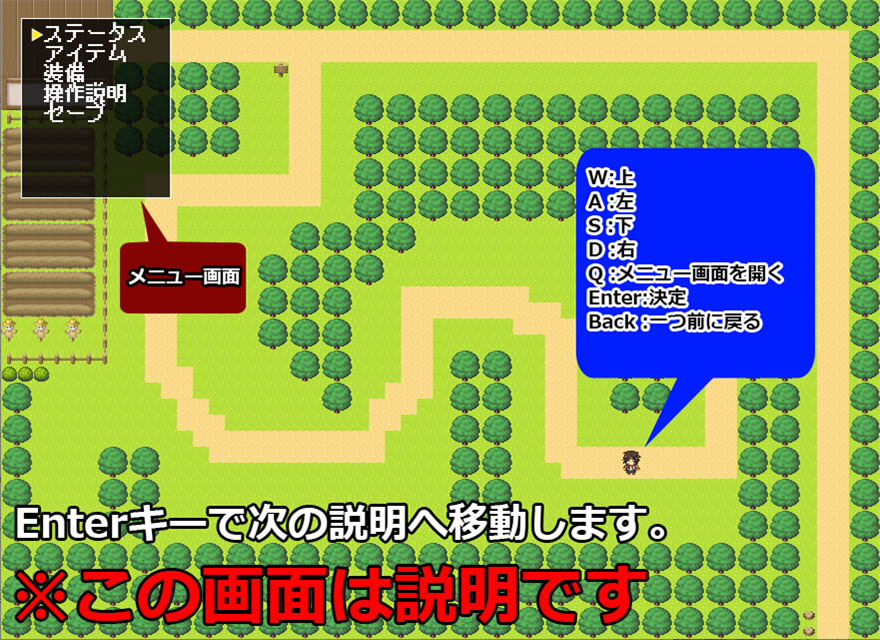 ステータス
アイテム
装備
操作説明
セーブ
メニュー画面
W:上
A:左
S:下
D:右
Q:メニュー画面を開く
Enter:決定
Back:一つ前に戻る
Enterキーで次の説明へ移動します。
※この画面は説明です